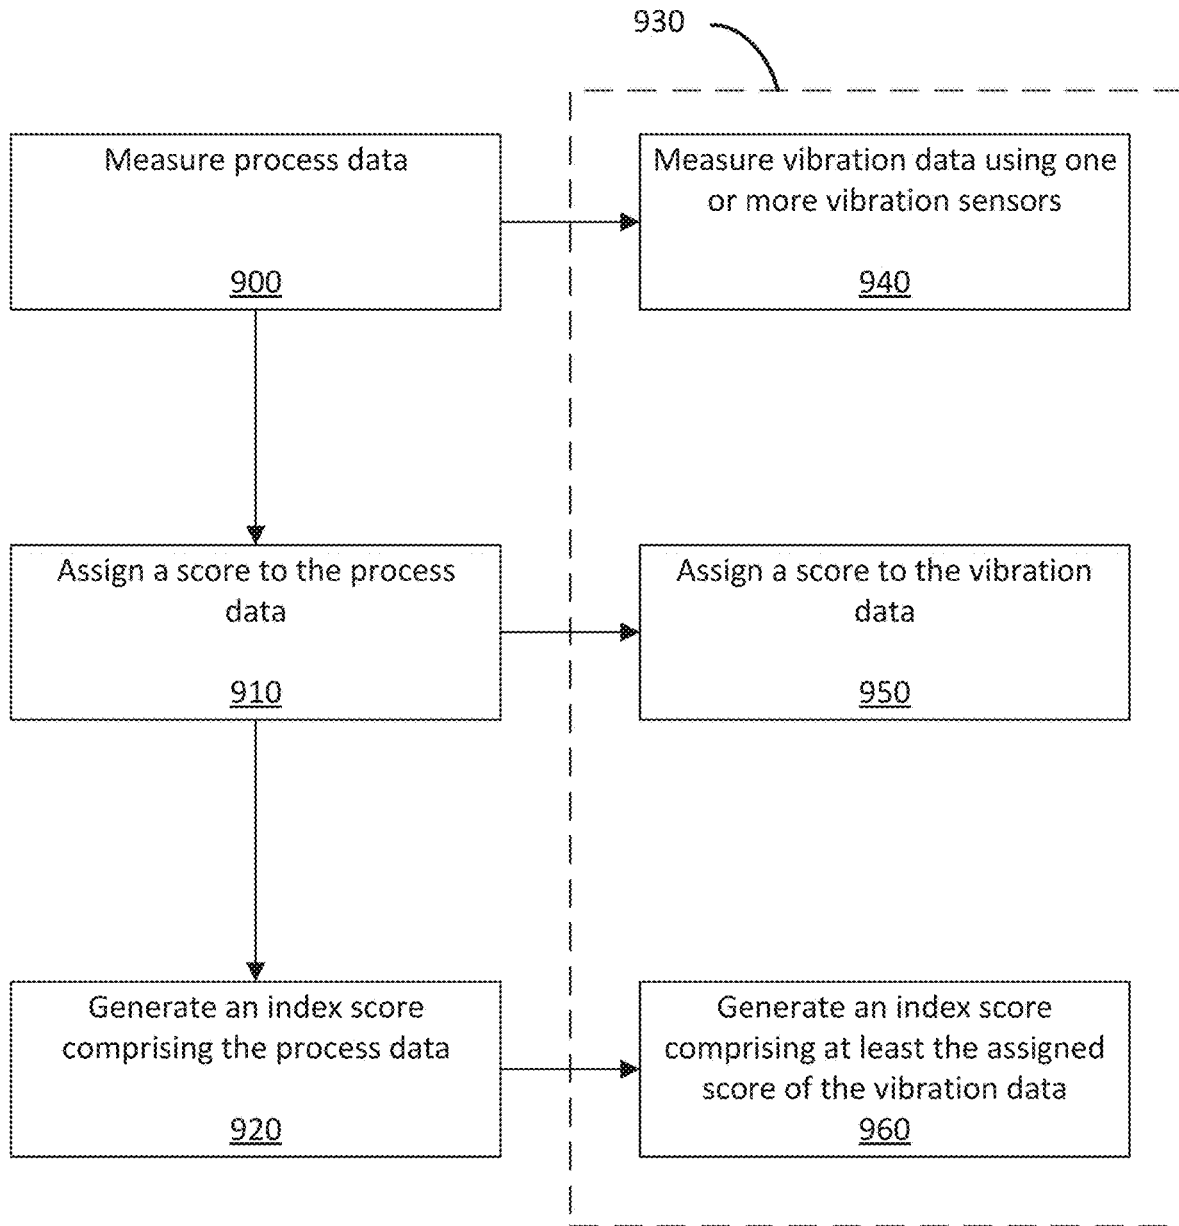 930
Measure process data
900
Measure vibration data using one
or more vibration sensors
940
Assign a score to the process
data
910
Assign a score to the vibration
data
950
Generate an index score
comprising the process data
920
Generate an index score
comprising at least the assigned
score of the vibration data
960